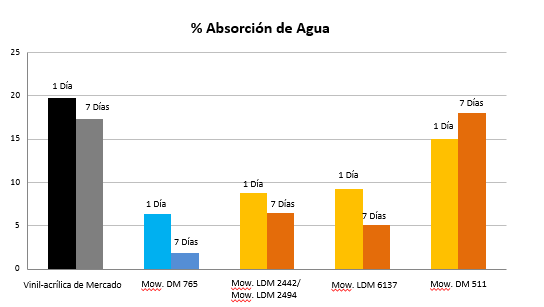 % Absorción de Agua
25
20
15
10
5
0
1 Día
7 Días
1 Día
7 Días
1 Día
7 Días
1 Día
7 Días
1 Día
7 Días
Vinil-acrílica de Mercado
Mow. DM 765
Mow. LDM 2442/
Mow. LDM 2494
Mow. LDM 6137
Mow. DM 511